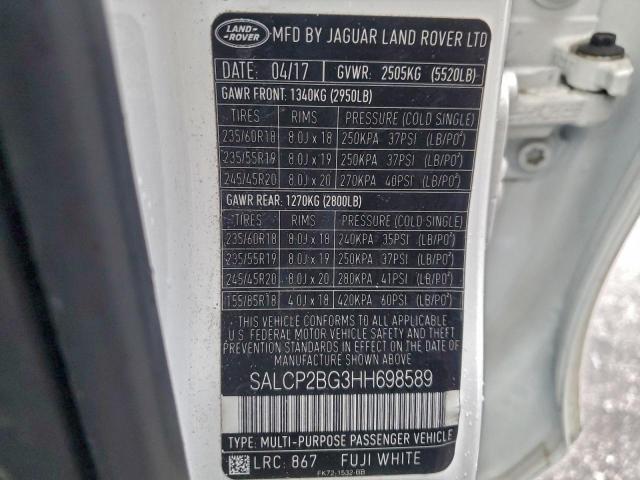 LAND-
ROVER
MFD BY JAGUAR LAND ROVER LTD
DATE: 04/17 GVWR: 2505KG (5520LB)
GAWR FRONT: 1340KG (2950LB)
TIRES RIMS PRESSURE (COLD SINGLE)
235/60R18 8.0J x 18 250KPA 37PSI (LB/PO²)
235/55R19 8.0J x 19 250KPA 37PSI (LB/PO²)
245/45R20 8.0J x 20 270KPA 40PSI (LB/PO²)
GAWR REAR: 1270KG (2800LB)
TIRES RIMS PRESSURE (COLD-SINGLE)
235/60R18 8.0J x 18 240KPA 35PSI (LB/PO²)
235/55R19 8.0J x 19 250KPA 37PSI (LB/PO²)
245/45R20 8.0J x 20 280KPA 41PSI (LB/PO²)
155/85R18 4.0J x 18 420KPA 60PSI (LB/PO²)
THIS VEHICLE CONFORMS TO ALL APPLICABLE
U.S. FEDERAL MOTOR VEHICLE SAFETY AND THEFT
PREVENTION STANDARDS IN EFFECT ON THE DATE OF
MANUFACTURE SHOWN ABOVE.
SALCP2BG3HH698589
TYPE: MULTI-PURPOSE PASSENGER VEHICLE
LRC: 867 FUJI WHITE
FK72-1532-BB